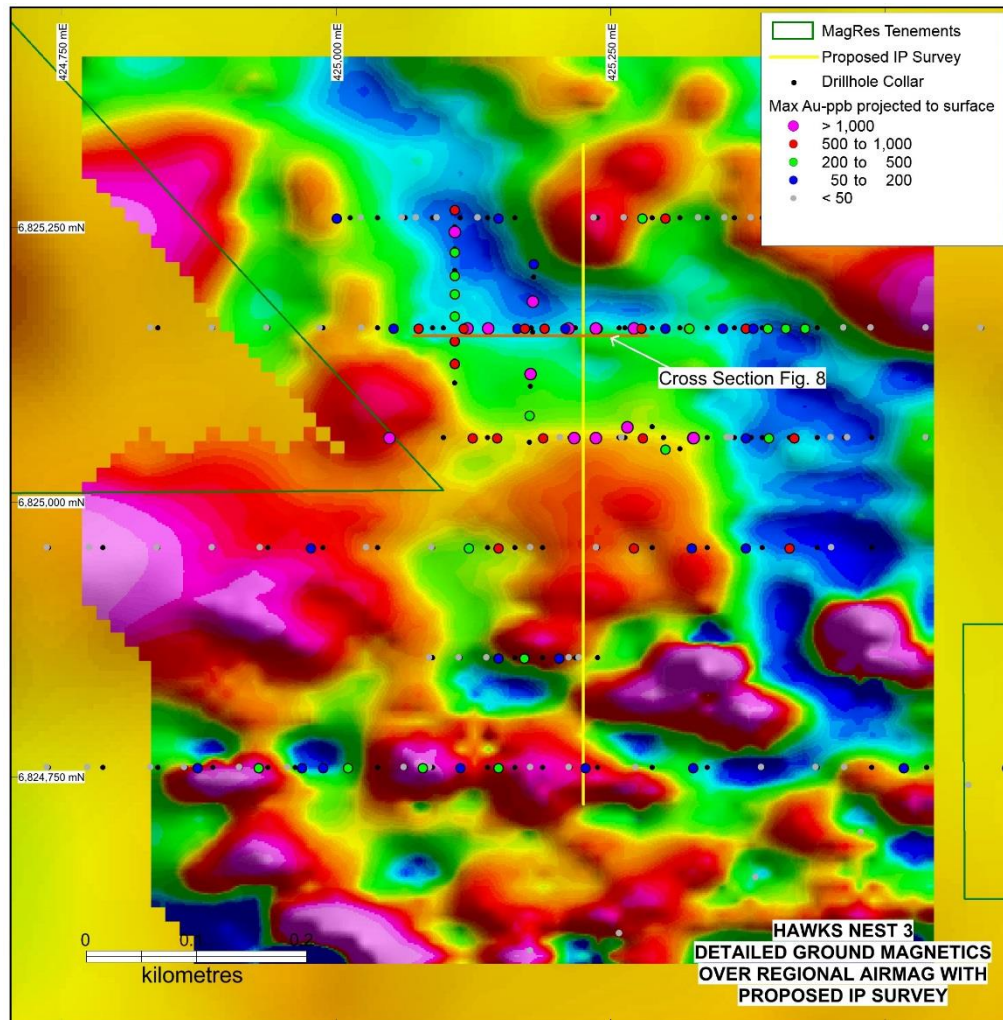 424,750 mE
425,000 mE
425,250 mE
MagRes Tenements
Proposed IP Survey
Drillhole Collar
Max Au-ppb projected to surface
> 1,000
500 to 1,000
200 to 500
50 to 200
< 50
6,825,250 mN
Cross Section Fig. 8
6,825,000 mN
6,824,750 mN
0 0.1 0.2
kilometres
HAWKS NEST 3
DETAILED GROUND MAGNETICS
OVER REGIONAL AIRMAG WITH
PROPOSED IP SURVEY